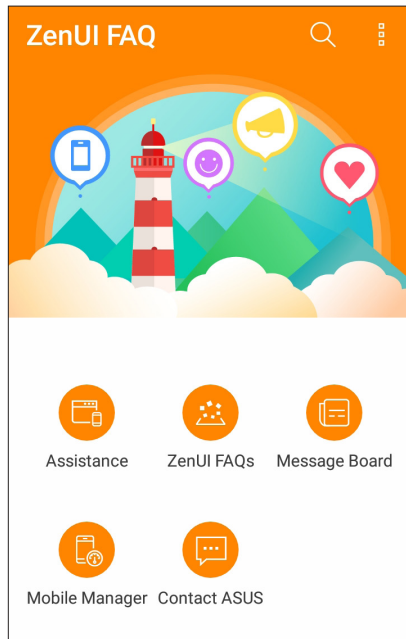 ZenUI FAQ
Assistance
ZenUI FAQs
Message Board
Mobile Manager
Contact ASUS